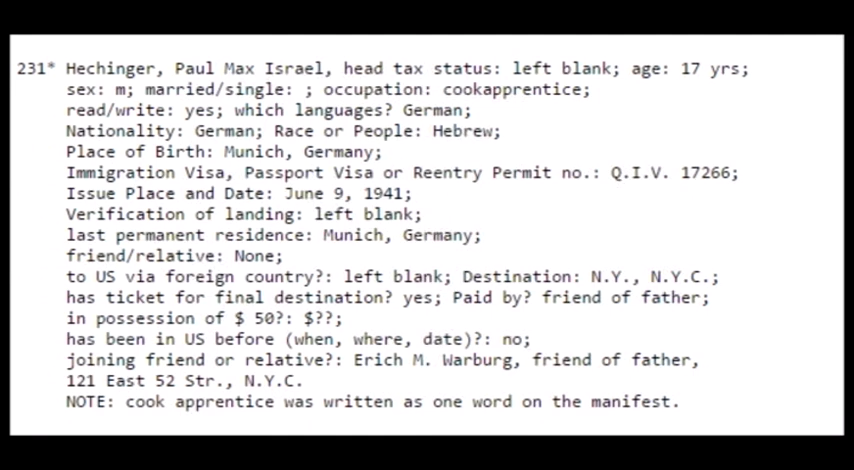 231* Hechinger, Paul Max Israel, head tax status: left blank; age: 17 yrs;
sex: m; married/single: ; occupation: cookapprentice;
read/write: yes; which languages? German;
Nationality: German; Race or People: Hebrew;
Place of Birth: Munich, Germany;
Immigration Visa, Passport Visa or Reentry Permit no.: Q.I.V. 17266;
Issue Place and Date: June 9, 1941;
Verification of landing: left blank;
last permanent residence: Munich, Germany;
friend/relative: None;
to US via foreign country?: left blank; Destination: N.Y., N.Y.C.;
has ticket for final destination? yes; Paid by? friend of father;
in possession of $ 50?: $??;
has been in US before (when, where, date)?: no;
joining friend or relative?: Erich M. Warburg, friend of father,
121 East 52 Str., N.Y.C.
NOTE: cook apprentice was written as one word on the manifest.